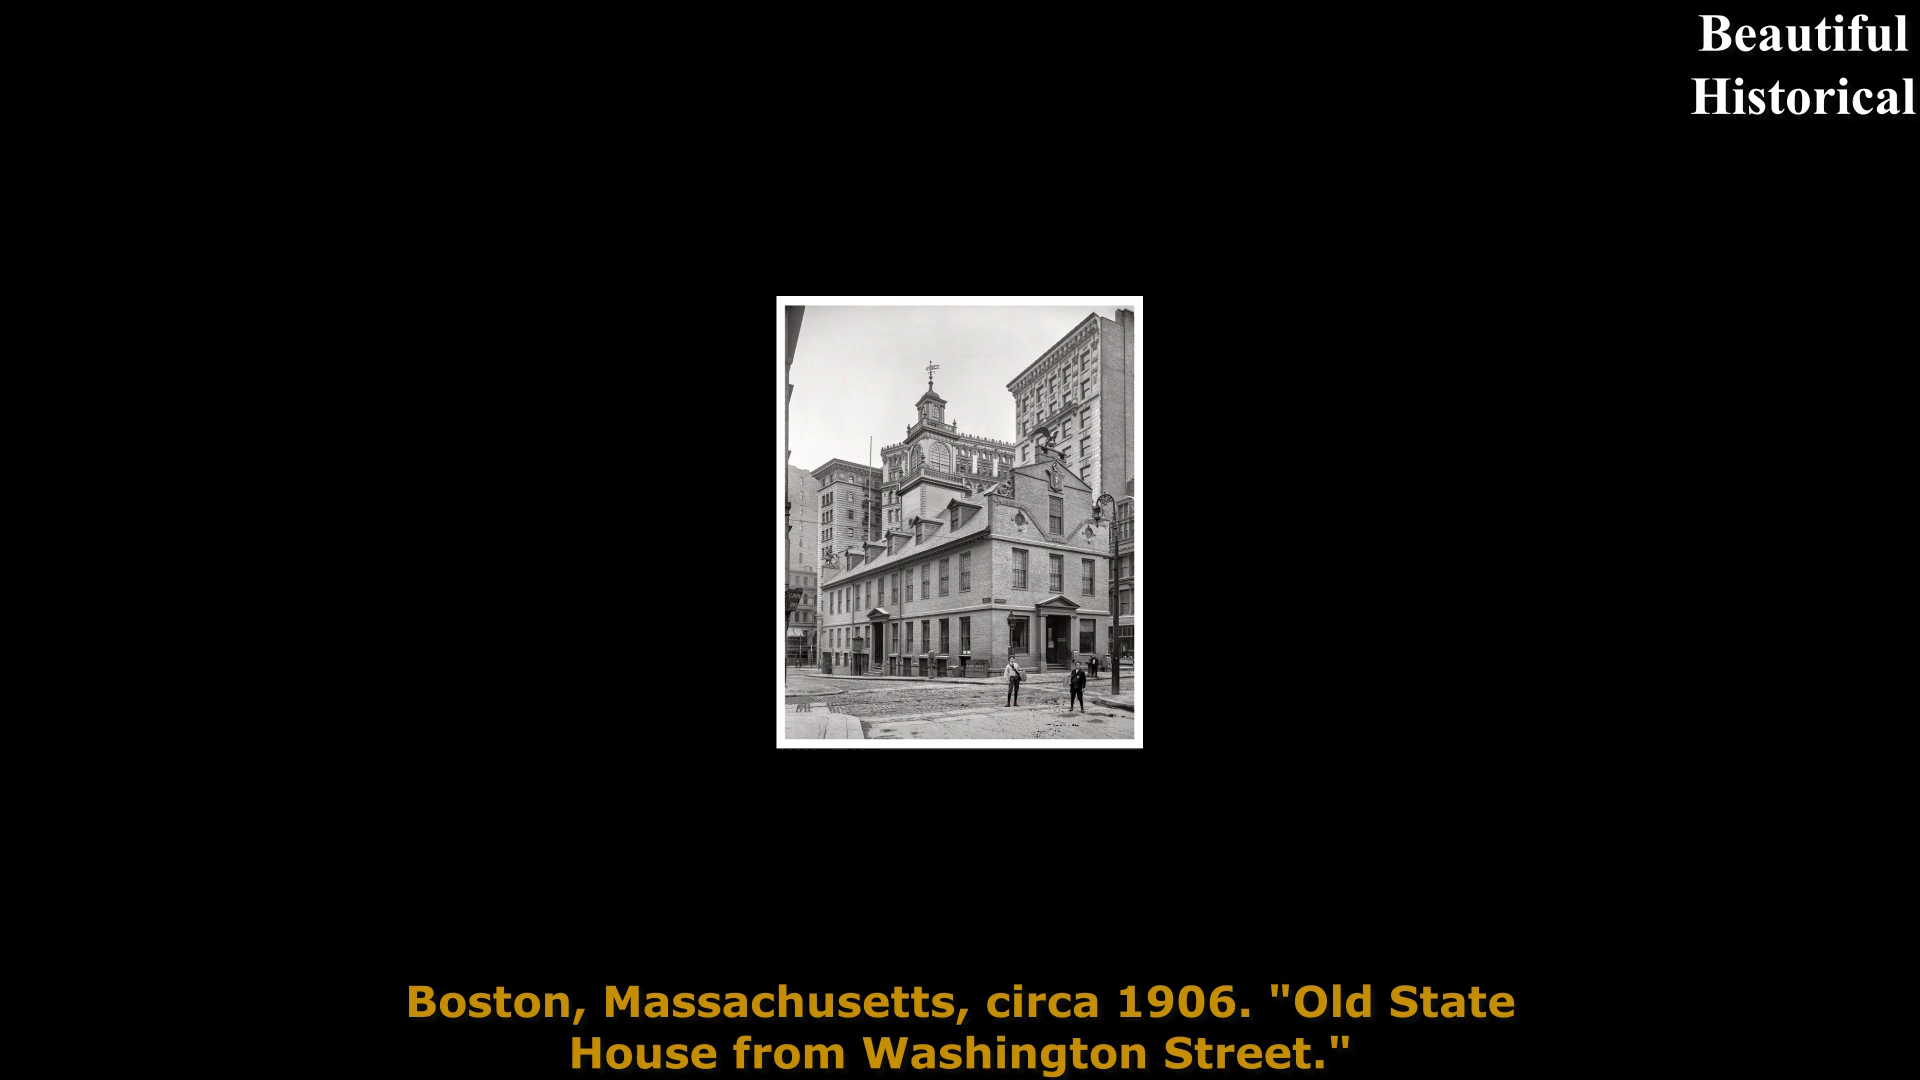 Beautiful
Historical
Boston, Massachusetts, circa 1906. "Old State
House from Washington Street."